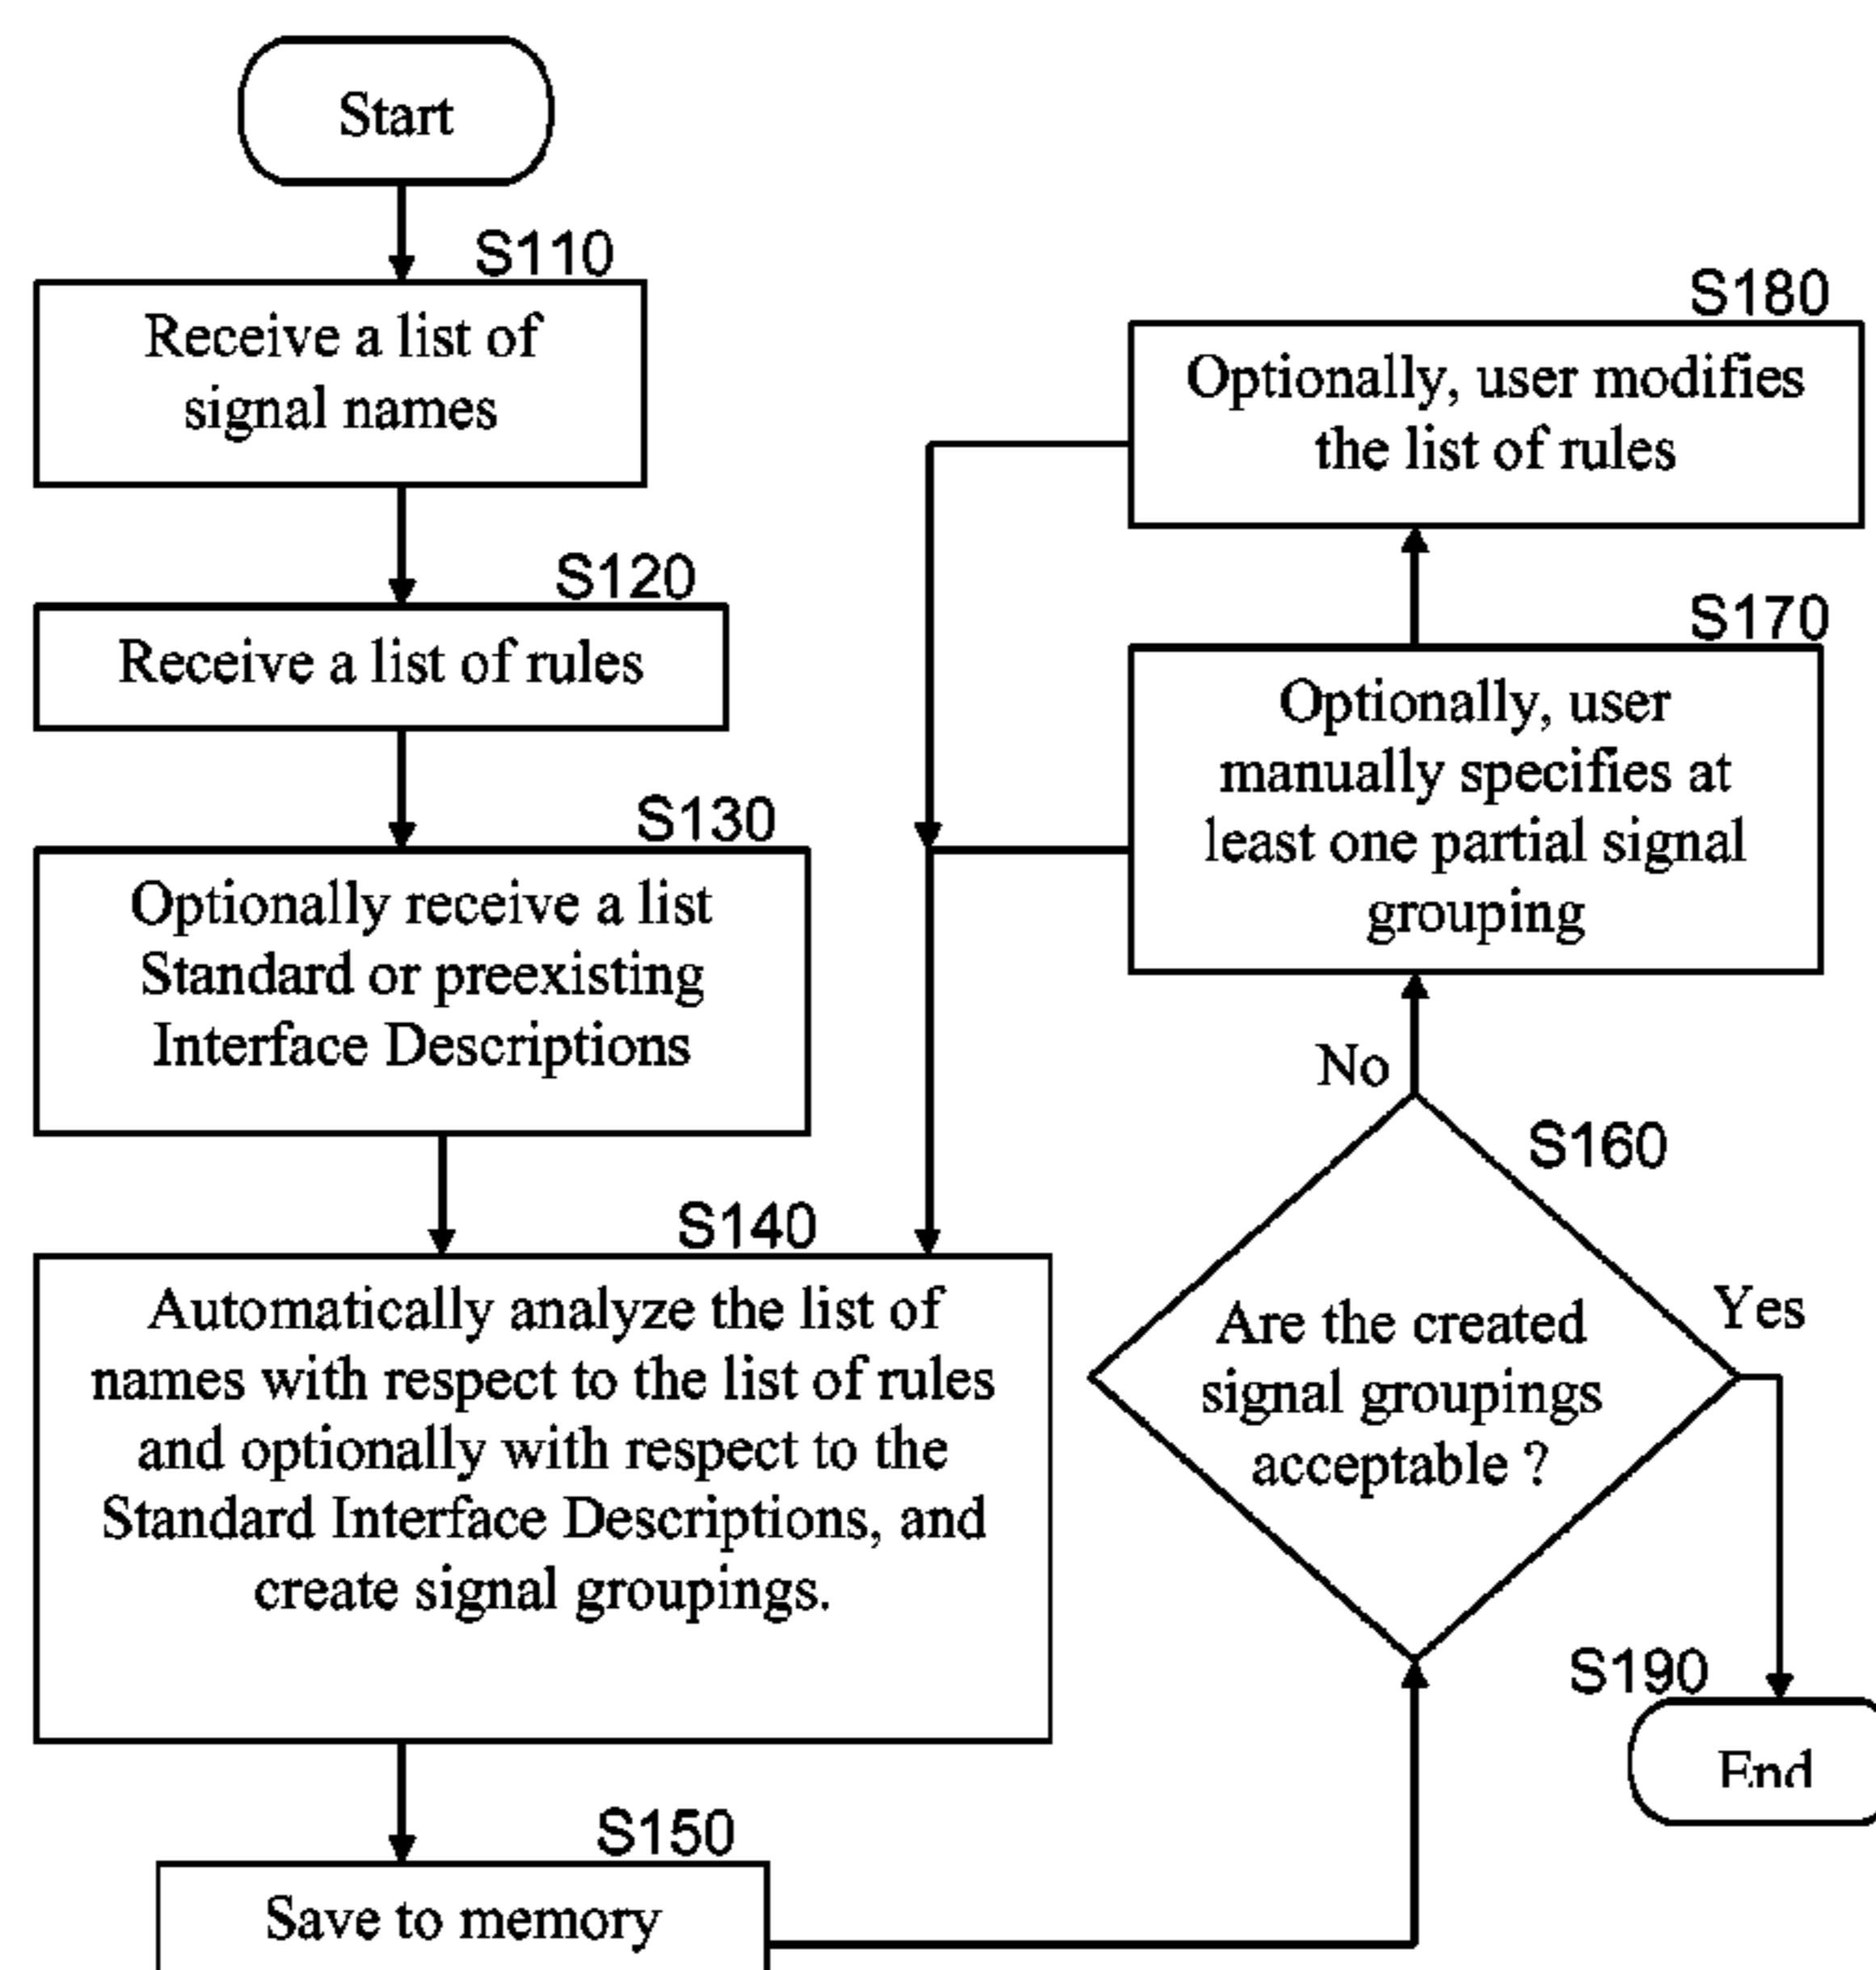 Start
S110
Receive a list of
signal names
S120
Receive a list of rules
S130
Optionally receive a list
Standard or preexisting
Interface Descriptions
S140
Automatically analyze the list of
names with respect to the list of rules
and optionally with respect to the
Standard Interface Descriptions, and
create signal groupings.
S150
Save to memory
S160
Are the created
signal groupings
acceptable ?
No
Yes
S170
Optionally, user
manually specifies at
least one partial signal
grouping
S180
Optionally, user modifies
the list of rules
S190
End